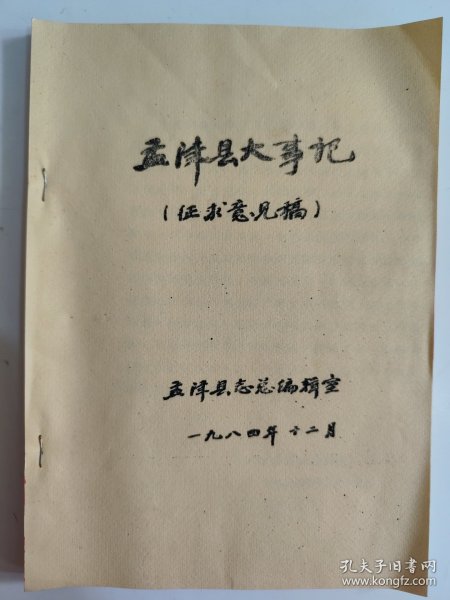 孟津县大事记
（征求意见稿）
孟津县志总编辑室
一九八四年十二月
孔夫子旧书网
www.kongfz.com